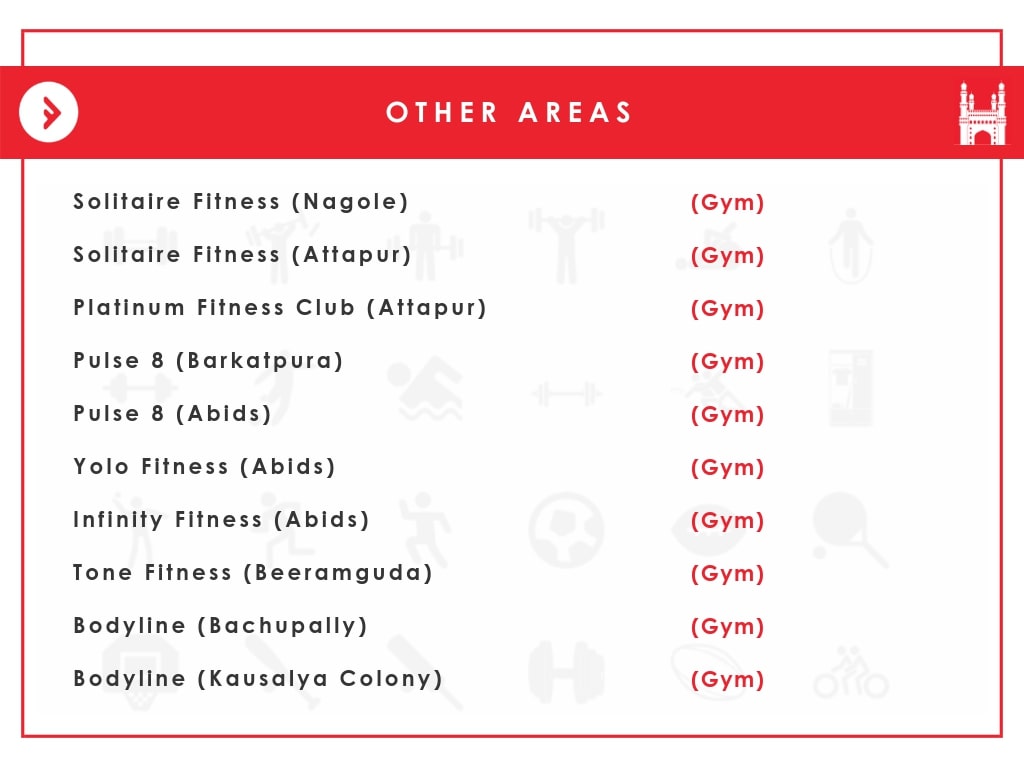 OTHER AREAS
Solitaire Fitness (Nagole) (Gym)
Solitaire Fitness (Attapur) (Gym)
Platinum Fitness Club (Attapur) (Gym)
Pulse 8 (Barkatpura) (Gym)
Pulse 8 (Abids) (Gym)
Yolo Fitness (Abids) (Gym)
Infinity Fitness (Abids) (Gym)
Tone Fitness (Beeramguda) (Gym)
Bodyline (Bachupally) (Gym)
Bodyline (Kausalya Colony) (Gym)